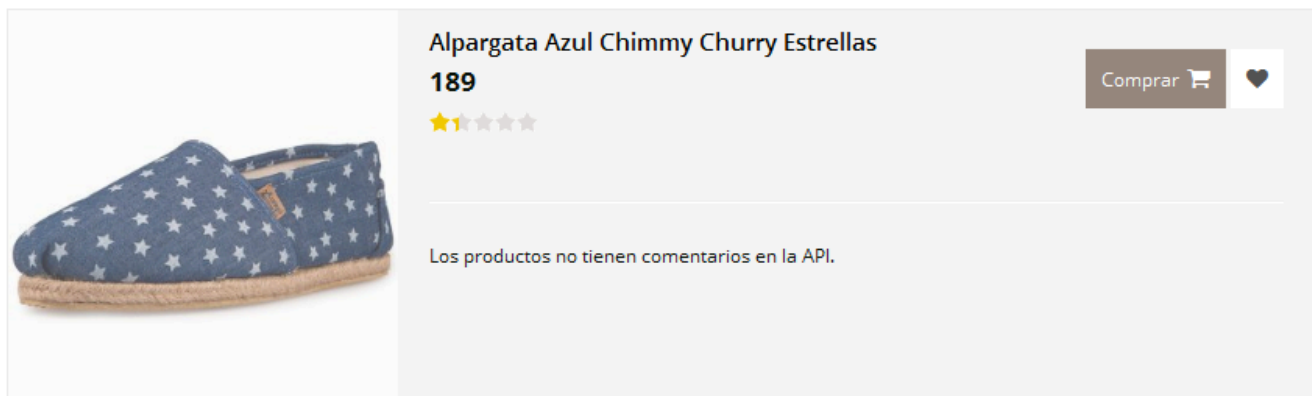 Alpargata Azul Chimmy Churry Estrellas
189
Comprar
Los productos no tienen comentarios en la API.